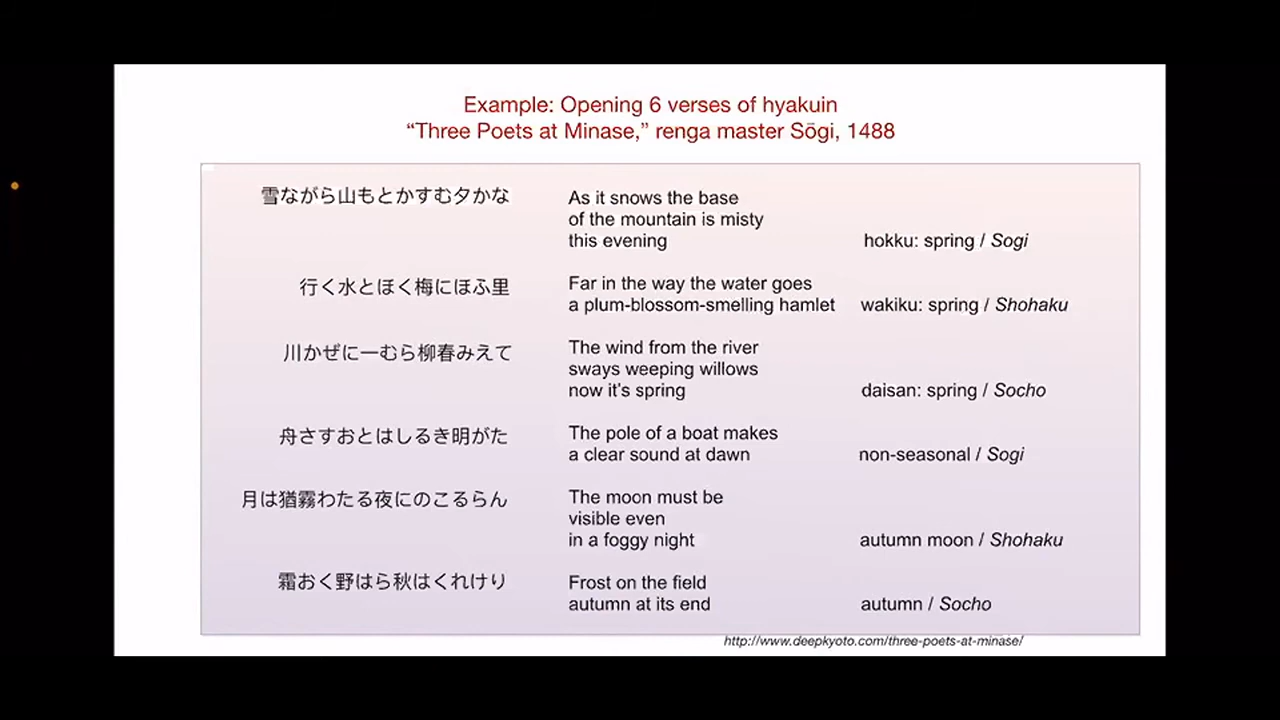 Example: Opening 6 verses of hyakuin
“Three Poets at Minase,” renga master Sōgi, 1488
雪ながら山もとかすむ夕かな
As it snows the base
of the mountain is misty
this evening
hokku: spring / Sogi
行く水とほく梅にほふ里
Far in the way the water goes
a plum-blossom-smelling hamlet
wakiku: spring / Shohaku
川かぜに一むら柳春みえて
The wind from the river
sways weeping willows
now it's spring
daisan: spring / Socho
舟さすおとはしるき明がた
The pole of a boat makes
a clear sound at dawn
non-seasonal / Sogi
月は猶霧わたる夜にのこるらん
The moon must be
visible even
in a foggy night
autumn moon / Shohaku
霜おく野はら秋はくれけり
Frost on the field
autumn at its end
autumn / Socho
http://www.deepkyoto.com/three-poets-at-minase/